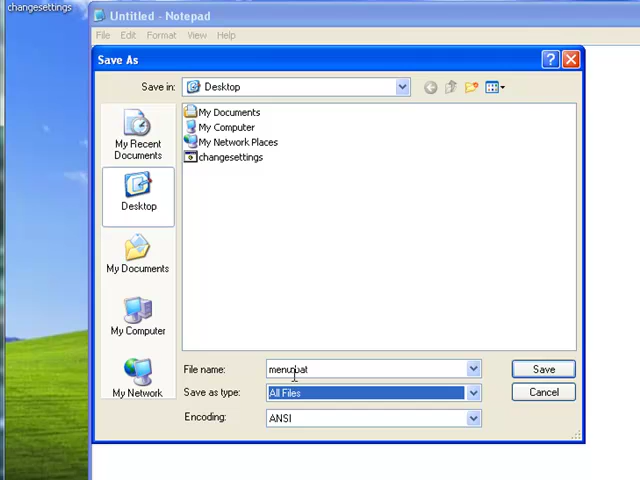 changesettings
Untitled - Notepad
File Edit Format View Help
Save As
Save in: Desktop
My Documents
My Computer
My Network Places
changesettings
My Recent
Documents
Desktop
My Documents
My Computer
My Network
File name: menu.bat Save
Save as type: All Files Cancel
Encoding: ANSI